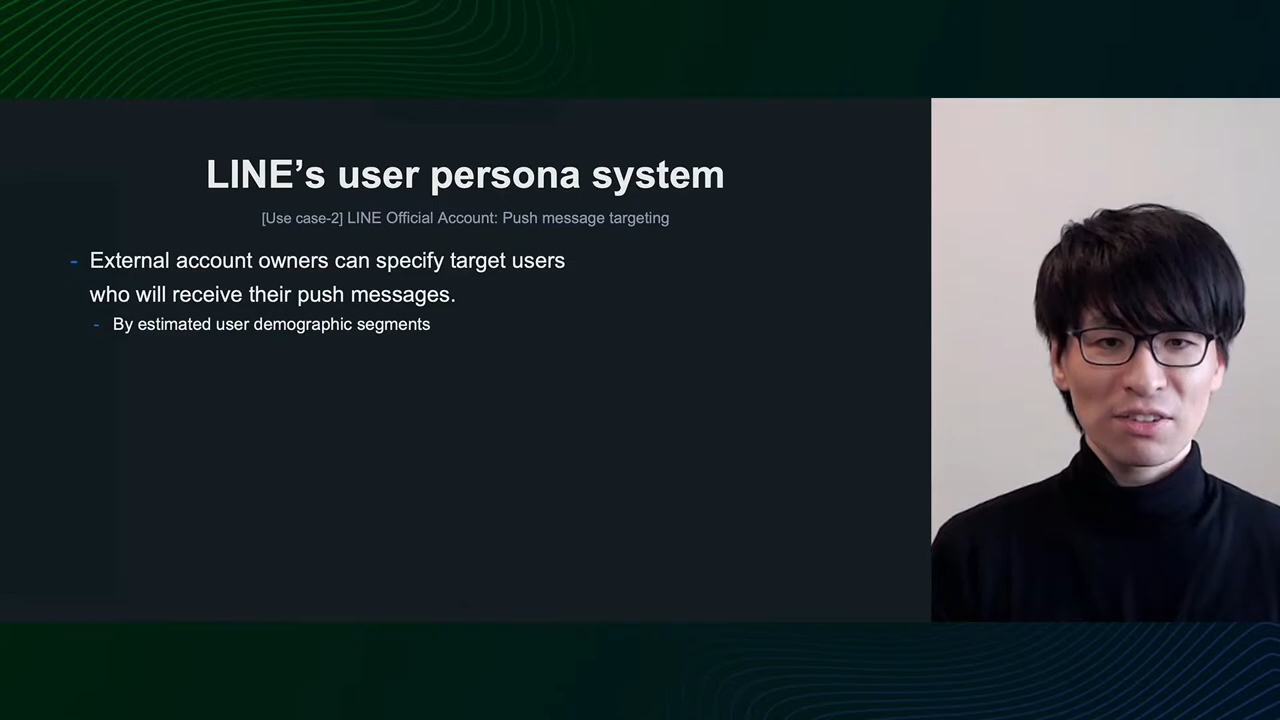 LINE’s user persona system
[Use case-2] LINE Official Account: Push message targeting
- External account owners can specify target users
who will receive their push messages.
- By estimated user demographic segments